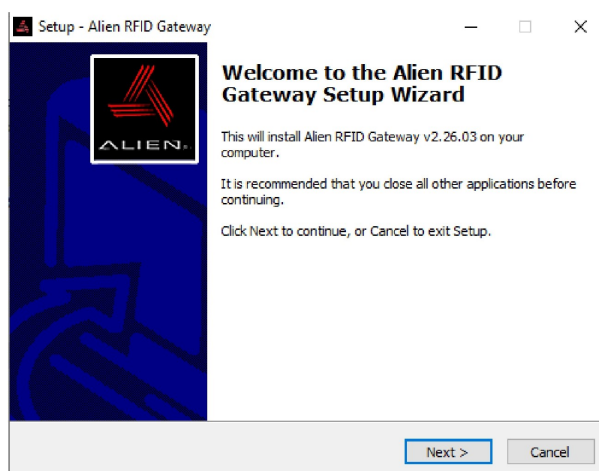 Setup - Alien RFID Gateway
ALIEN
Welcome to the Alien RFID
Gateway Setup Wizard
This will install Alien RFID Gateway v2.26.03 on your
computer.
It is recommended that you close all other applications before
continuing.
Click Next to continue, or Cancel to exit Setup.
Next >
Cancel